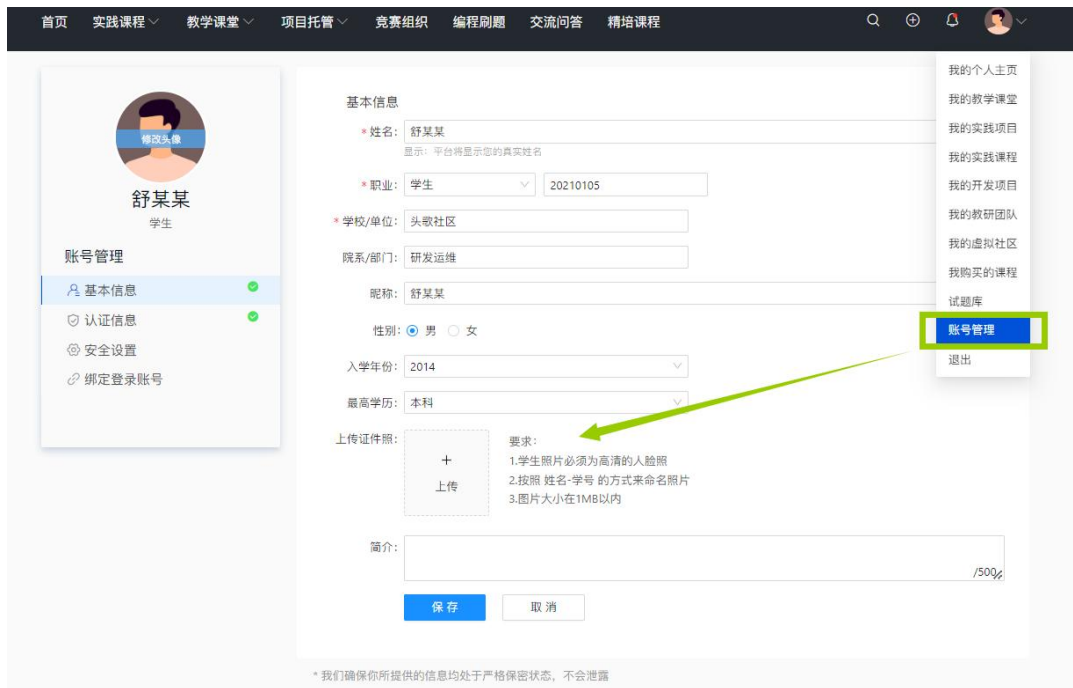 首页 实践课程 教学课堂 项目托管 竞赛组织 编程刷题 交流问答 精培课程
我的个人主页
我的教学课堂
我的实践项目
我的实践课程
我的开发项目
我的教研团队
我的虚拟社区
我购买的课程
试题库
账号管理
退出
修改头像
舒某某
学生
账号管理
基本信息
认证信息
安全设置
绑定登录账号
基本信息
* 姓名: 舒某某
显示: 平台将显示您的真实姓名
* 职业: 学生 20210105
* 学校/单位: 头歌社区
院系/部门: 研发运维
昵称: 舒某某
性别: 男 女
入学年份: 2014
最高学历: 本科
上传证件照:
+
上传
要求:
1.学生照片必须为高清的人脸照
2.按照 姓名-学号 的方式来命名照片
3.图片大小在1MB以内
简介:
/500
保存 取消
* 我们确保你所提供的信息均处于严格保密状态, 不会泄露